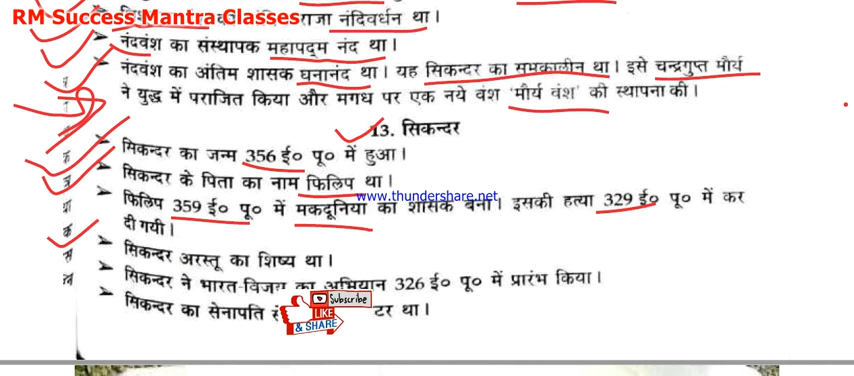 RM Success Mantra Classes
राजा नंदिवर्धन था।
नंदवंश का संस्थापक महापद्म नंद था।
नंदवंश का अंतिम शासक घनानंद था। यह सिकन्दर का समकालीन था। इसे चन्द्रगुप्त मौर्य
ने युद्ध में पराजित किया और मगध पर एक नये वंश 'मौर्य वंश' की स्थापना की।
13. सिकन्दर
सिकन्दर का जन्म 356 ई० पू० में हुआ।
सिकन्दर के पिता का नाम फिलिप था।
www.thundershare.net
फिलिप 359 ई० पू० में मकदूनिया का शासक बना। इसकी हत्या 329 ई० पू० में कर
दी गयी।
सिकन्दर अरस्तू का शिष्य था।
सिकन्दर ने भारत-विजय का अभियान 326 ई० पू० में प्रारंभ किया।
सिकन्दर का सेनापति टर था।
Subscribe
LIKE
& SHARE